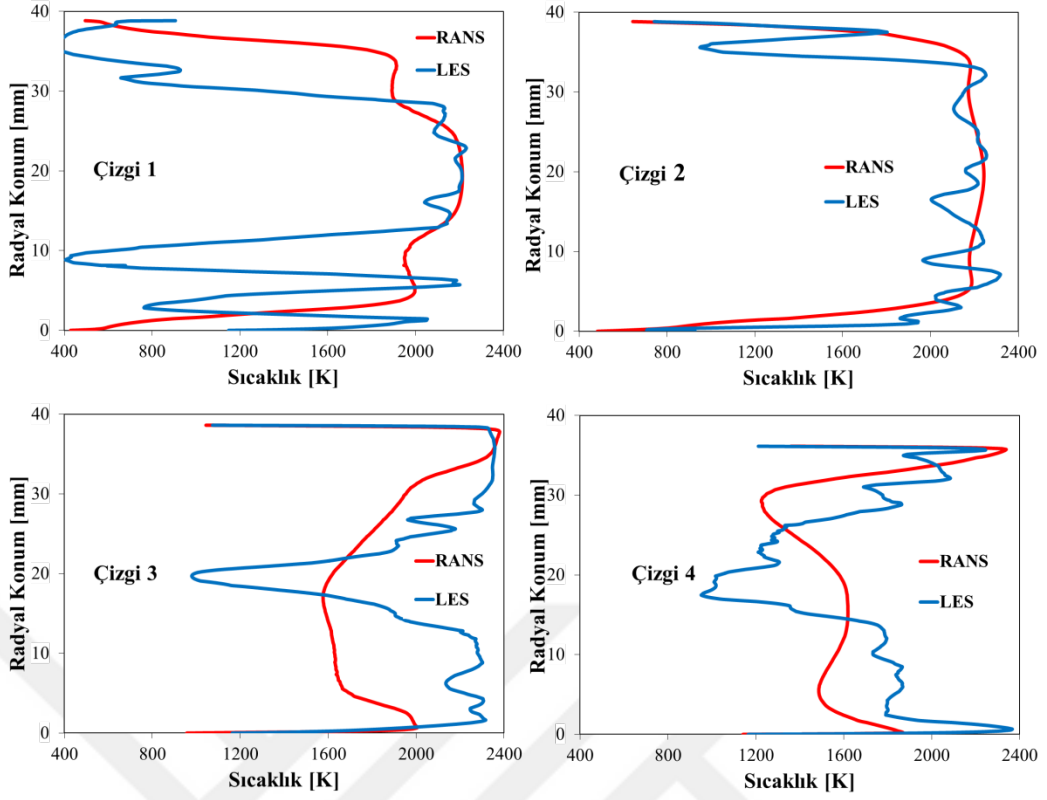 40
30
20
10
0
Radyal Konum [mm]
RANS
LES
Çizgi 1
400 800 1200 1600 2000 2400
Sıcaklık [K]
40
30
20
10
0
Radyal Konum [mm]
RANS
LES
Çizgi 2
400 800 1200 1600 2000 2400
Sıcaklık [K]
40
30
20
10
0
Radyal Konum [mm]
RANS
LES
Çizgi 3
400 800 1200 1600 2000 2400
Sıcaklık [K]
40
30
20
10
0
Radyal Konum [mm]
RANS
LES
Çizgi 4
400 800 1200 1600 2000 2400
Sıcaklık [K]